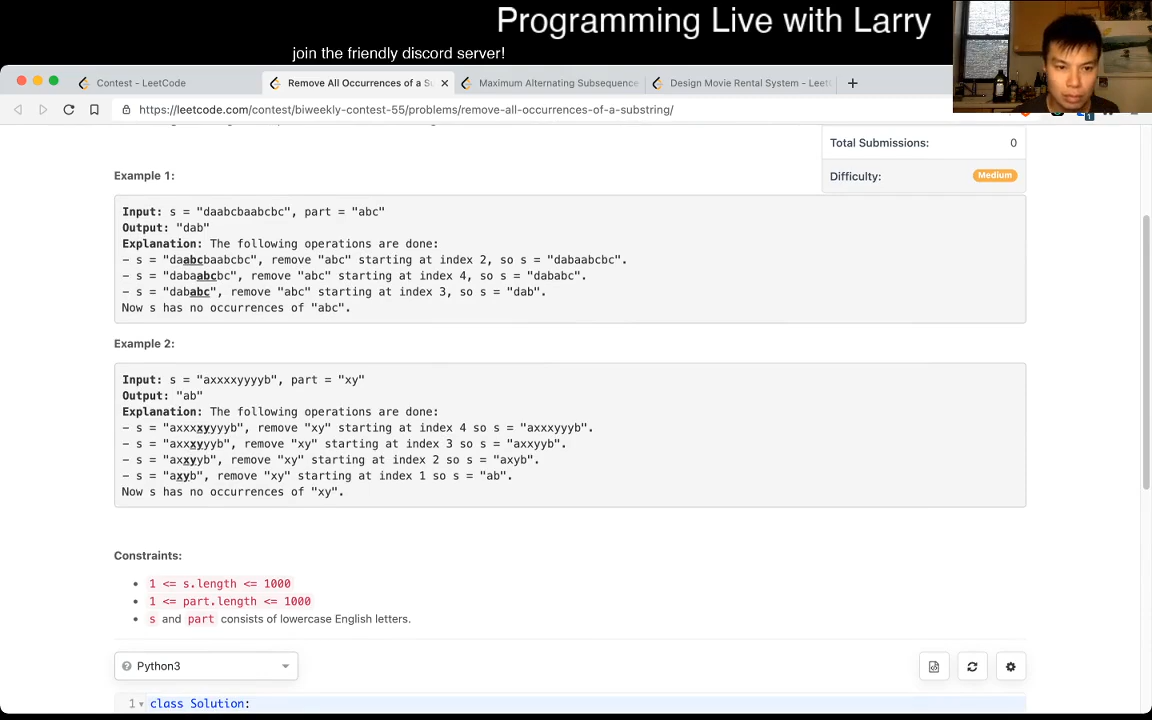 Programming Live with Larry
join the friendly discord server!
Contest - LeetCode
Remove All Occurrences of a Su
Maximum Alternating Subsequence
Design Movie Rental System - Leet
https://leetcode.com/contest/biweekly-contest-55/problems/remove-all-occurrences-of-a-substring/
1
Total Submissions: 0
Example 1:
Difficulty: Medium
Input: s = "daabcbaabcbc", part = "abc"
Output: "dab"
Explanation: The following operations are done:
- s = "daabcbaabcbc", remove "abc" starting at index 2, so s = "dabaabcbc".
- s = "dabaabcbc", remove "abc" starting at index 4, so s = "dababc".
- s = "dababc", remove "abc" starting at index 3, so s = "dab".
Now s has no occurrences of "abc".
Example 2:
Input: s = "axxxxyyyyb", part = "xy"
Output: "ab"
Explanation: The following operations are done:
- s = "axxxxyyyyb", remove "xy" starting at index 4 so s = "axxxyyyb".
- s = "axxxyyyb", remove "xy" starting at index 3 so s = "axxyyb".
- s = "axxyyb", remove "xy" starting at index 2 so s = "axyb".
- s = "axyb", remove "xy" starting at index 1 so s = "ab".
Now s has no occurrences of "xy".
Constraints:
• 1 <= s.length <= 1000
• 1 <= part.length <= 1000
• s and part consists of lowercase English letters.
Python3
1 class Solution: